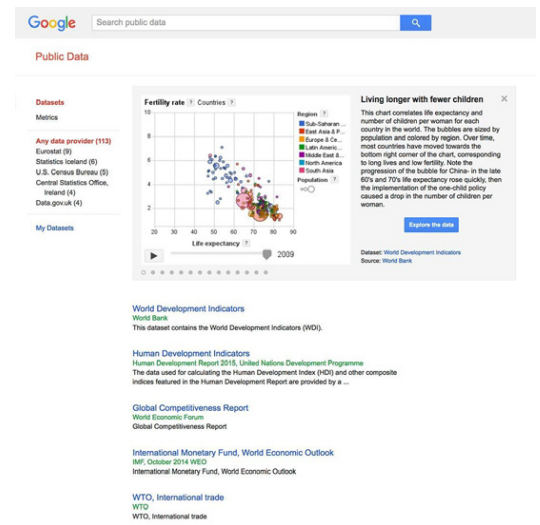 Google
Search public data
Public Data
Datasets
Metrics
Any data provider (113)
Eurostat (9)
Statistics Iceland (6)
U.S. Census Bureau (5)
Central Statistics Office,
Ireland (4)
Data.gov.uk (4)
My Datasets
Fertility rate ? Countries ?
10
8
6
4
2
20 30 40 50 60 70 80 90
Life expectancy ?
2009
Region ?
Sub-Saharan ...
East Asia & P...
Europe & Ce...
Latin Americ...
Middle East &...
North America
South Asia
Population ?
Living longer with fewer children
This chart correlates life expectancy and
number of children per woman for each
country in the world. The bubbles are sized by
population and colored by region. Over time,
most countries have moved towards the
bottom right corner of the chart, corresponding
to long lives and low fertility. Note the
progression of the bubble for China- in the late
60's and 70's life expectancy rose quickly, then
the implementation of the one-child policy
caused a drop in the number of children per
woman.
Explore the data
Dataset: World Development Indicators
Source: World Bank
World Development Indicators
World Bank
This dataset contains the World Development Indicators (WDI).
Human Development Indicators
Human Development Report 2015, United Nations Development Programme
The data used for calculating the Human Development Index (HDI) and other composite
indices featured in the Human Development Report are provided by a ...
Global Competitiveness Report
World Economic Forum
Global Competitiveness Report
International Monetary Fund, World Economic Outlook
IMF, October 2014 WEO
International Monetary Fund, World Economic Outlook
WTO, International trade
WTO
WTO, International trade